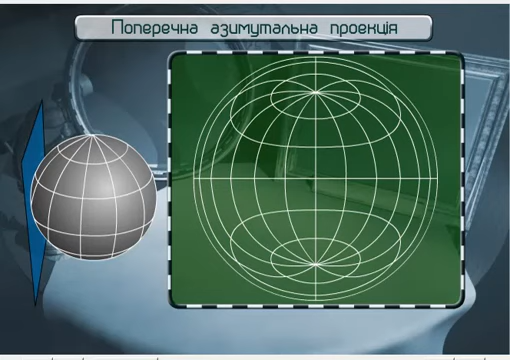 Поперечна азимутальна проекція